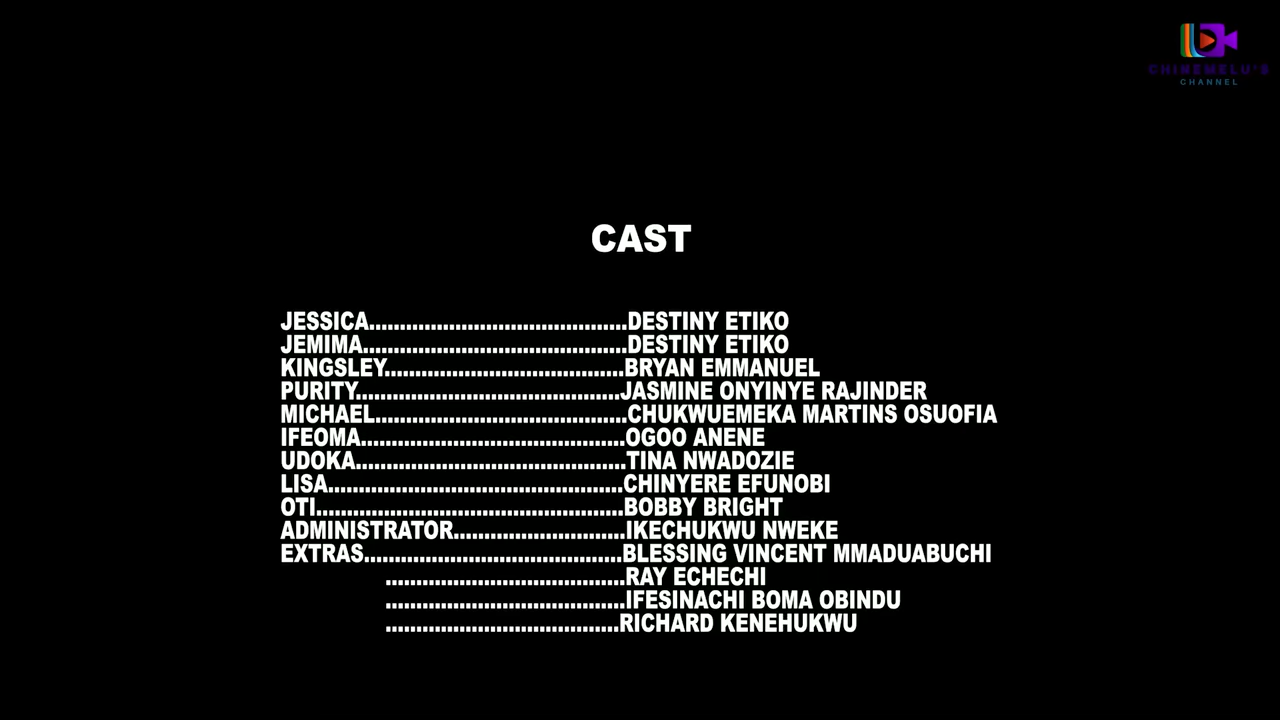 CHINEMELU'S
CHANNEL
CAST
JESSICA..........................................DESTINY ETIKO
JEMIMA...........................................DESTINY ETIKO
KINGSLEY.......................................BRYAN EMMANUEL
PURITY...........................................JASMINE ONYINYE RAJINDER
MICHAEL.........................................CHUKWUEMEKA MARTINS OSUOFIA
IFEOMA...........................................OGOO ANENE
UDOKA............................................TINA NWADOZIE
LISA................................................CHINYERE EFUNOBI
OTI..................................................BOBBY BRIGHT
ADMINISTRATOR............................IKECHUKWU NWEKE
EXTRAS..........................................BLESSING VINCENT MMADUABUCHI
.......................................RAY ECHECHI
.......................................IFESINACHI BOMA OBINDU
......................................RICHARD KENEHUKWU